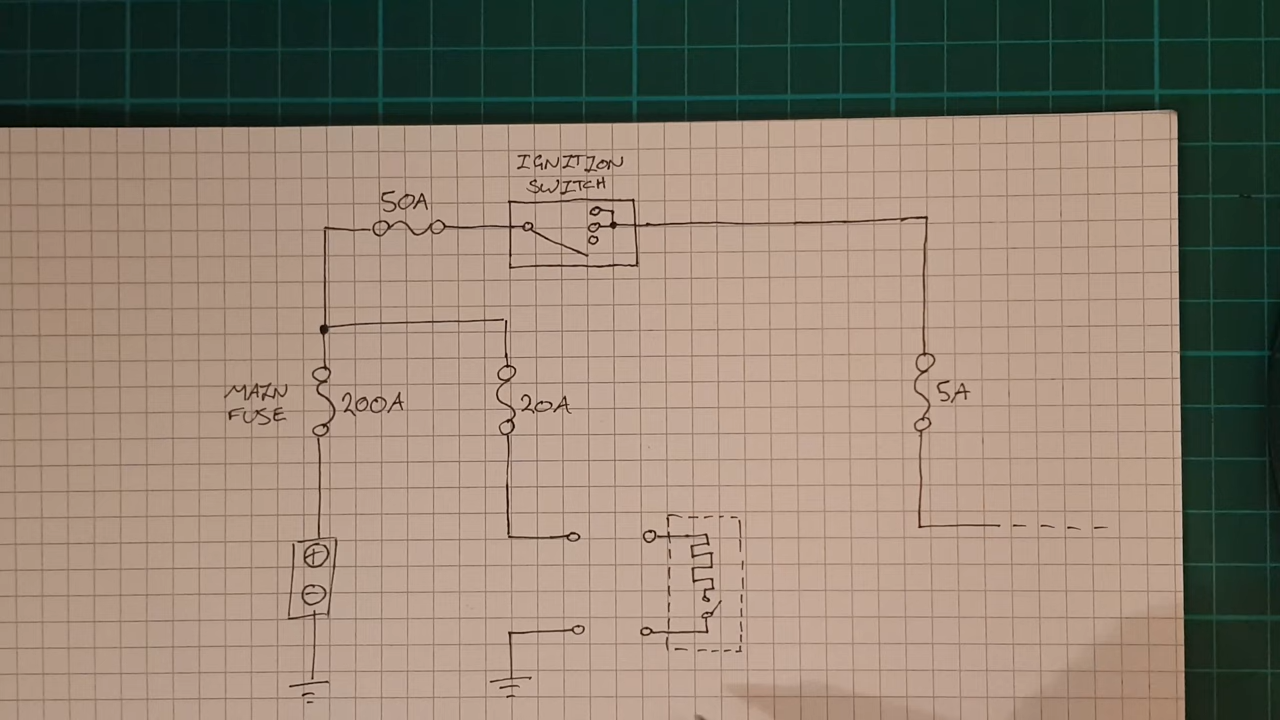 IGNITION
SWITCH
50A
MAIN
FUSE
200A
20A
5A
+
-